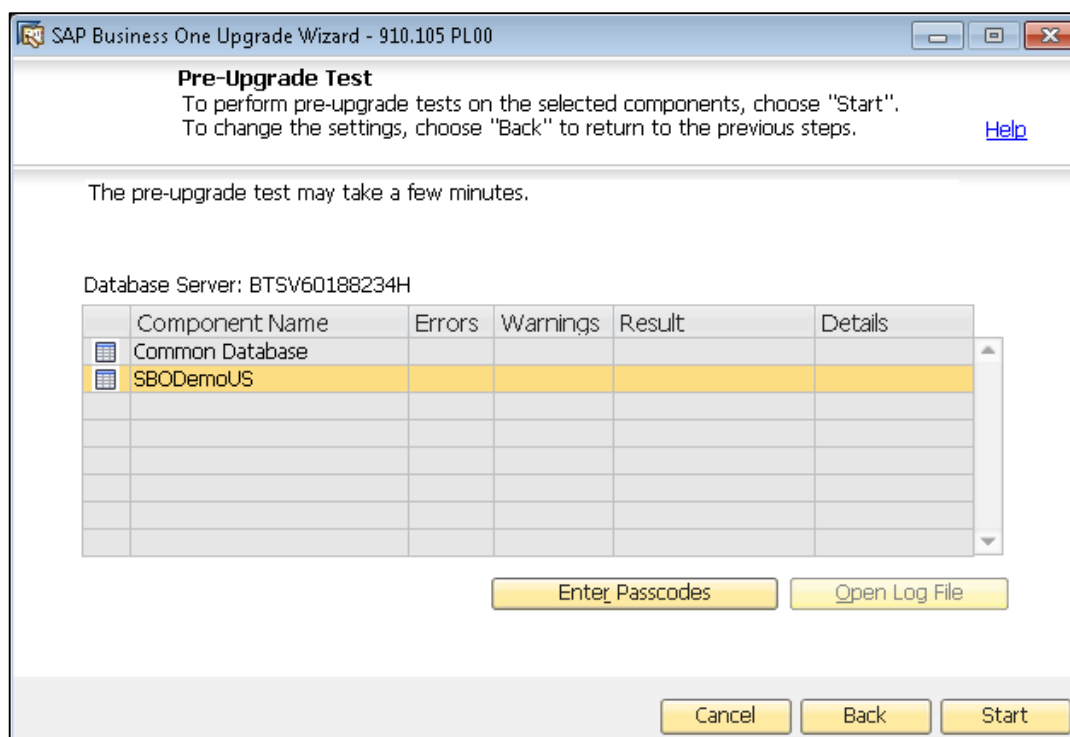 SAP Business One Upgrade Wizard - 910.105 PL00
Pre-Upgrade Test
To perform pre-upgrade tests on the selected components, choose "Start".
To change the settings, choose "Back" to return to the previous steps.
Help
The pre-upgrade test may take a few minutes.
Database Server: BTSV60188234H
Component Name Errors Warnings Result Details
Common Database
SBODemoUS
Enter Passcodes Open Log File
Cancel Back Start